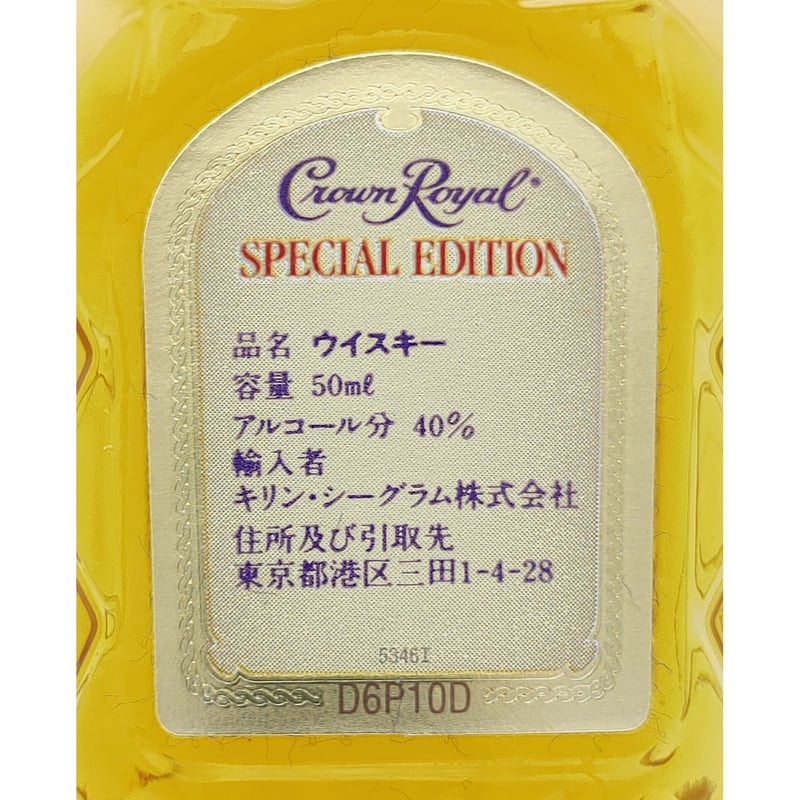 Crown Royal®
SPECIAL EDITION
品名 ウイスキー
容量 50mℓ
アルコール分 40%
輸入者
キリン・シーグラム株式会社
住所及び引取先
東京都港区三田1-4-28
5346I
D6P10D